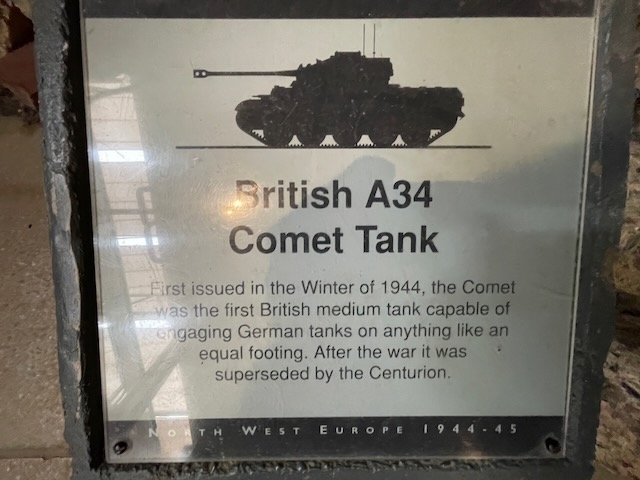 British A34
Comet Tank
First issued in the Winter of 1944, the Comet
was the first British medium tank capable of
engaging German tanks on anything like an
equal footing. After the war it was
superseded by the Centurion.
NORTH WEST EUROPE 1944-45